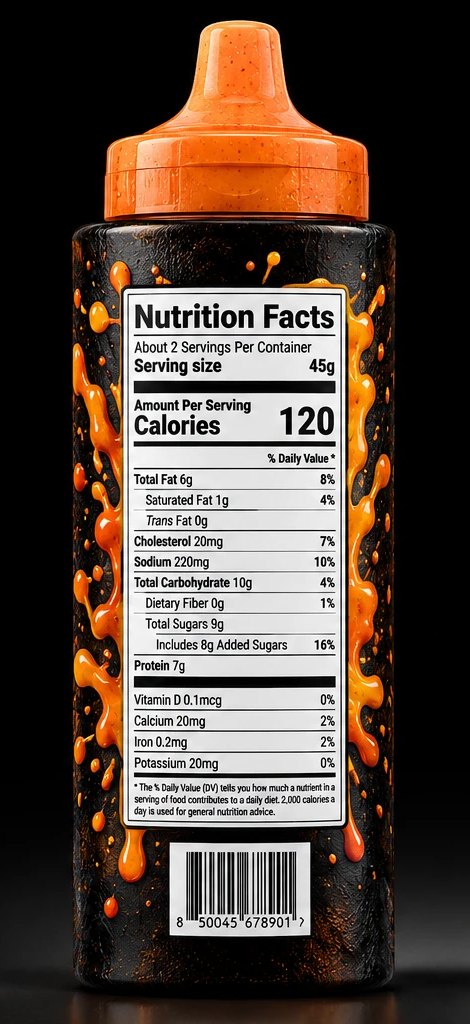 Nutrition Facts
About 2 Servings Per Container
Serving size 45g
Amount Per Serving
Calories 120
% Daily Value *
Total Fat 6g 8%
Saturated Fat 1g 4%
Trans Fat 0g
Cholesterol 20mg 7%
Sodium 220mg 10%
Total Carbohydrate 10g 4%
Dietary Fiber 0g 1%
Total Sugars 9g
Includes 8g Added Sugars 16%
Protein 7g
Vitamin D 0.1mcg 0%
Calcium 20mg 2%
Iron 0.2mg 2%
Potassium 20mg 0%
* The % Daily Value (DV) tells you how much a nutrient in a
serving of food contributes to a daily diet. 2,000 calories a
day is used for general nutrition advice.
8 50045 678901